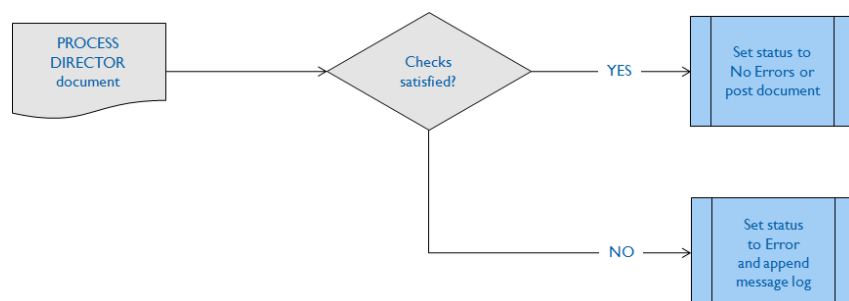 PROCESS
DIRECTOR
document
Checks
satisfied?
YES
Set status to
No Errors or
post document
NO
Set status
to Error
and append
message log